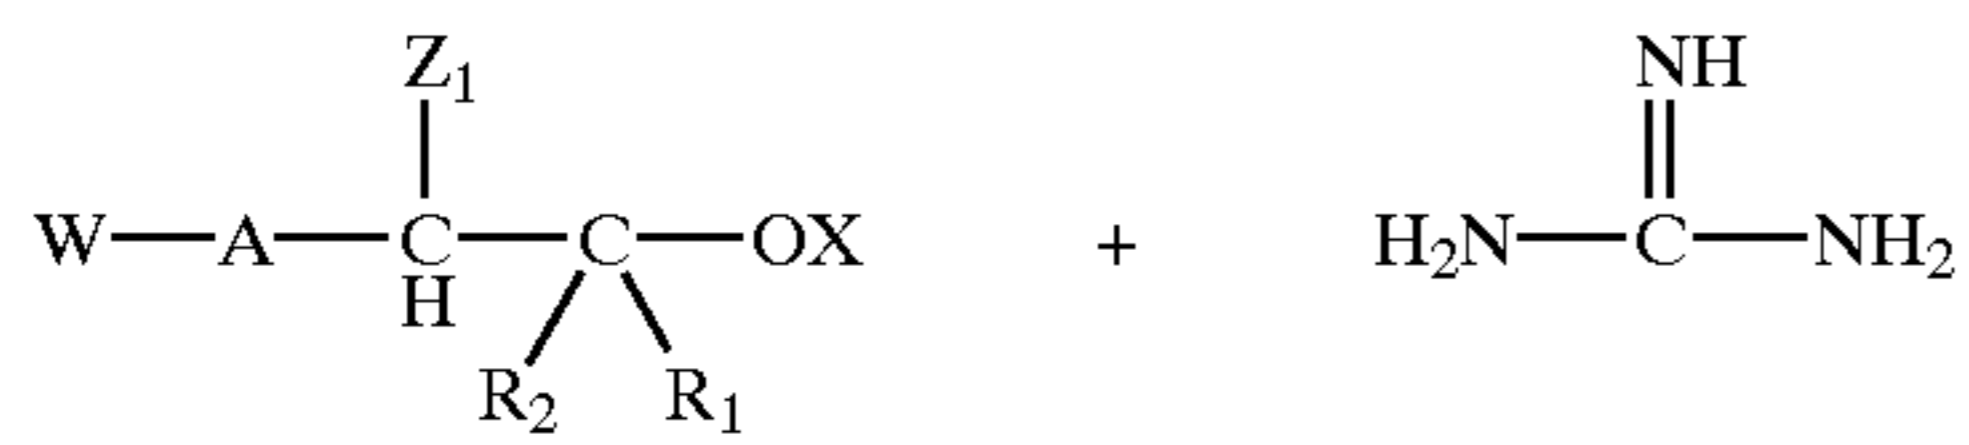 Z₁ NH
W A C C OX + H₂N C NH₂
H
R₂ R₁